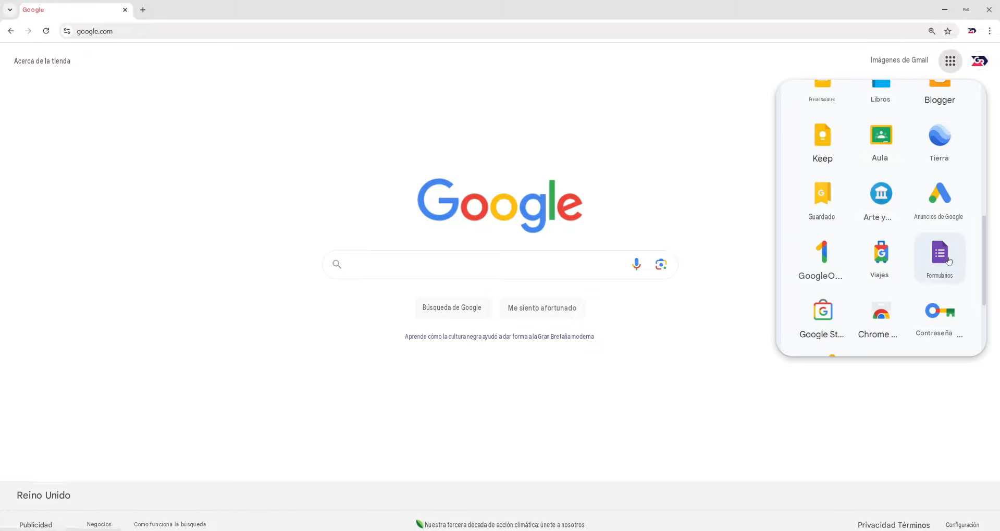 Google
PAG
google.com
Acerca de la tienda
Imágenes de Gmail
Presentaciones Libros Blogger
Keep Aula Tierra
Guardado Arte y... Anuncios de Google
GoogleO... Viajes Formularios
Google St... Chrome ... Contraseña ...
Google
Búsqueda de Google Me siento afortunado
Aprende cómo la cultura negra ayudó a dar forma a la Gran Bretaña moderna
Reino Unido
Publicidad Negocios Cómo funciona la búsqueda Nuestra tercera década de acción climática: únete a nosotros Privacidad Términos Configuración